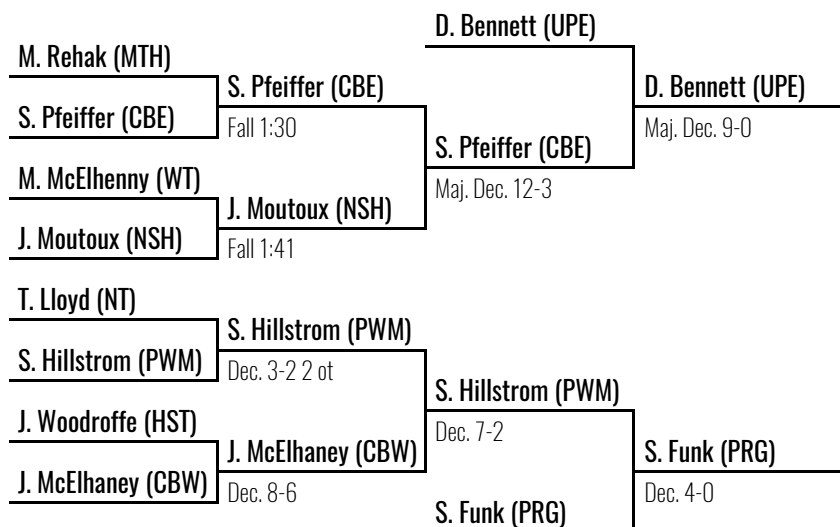 D. Bennett (UPE)
M. Rehak (MTH)
S. Pfeiffer (CBE)
D. Bennett (UPE)
S. Pfeiffer (CBE)
Fall 1:30
Maj. Dec. 9-0
S. Pfeiffer (CBE)
M. McElhenny (WT)
Maj. Dec. 12-3
J. Moutoux (NSH)
J. Moutoux (NSH)
Fall 1:41
T. Lloyd (NT)
S. Hillstrom (PWM)
S. Hillstrom (PWM)
Dec. 3-2 2 ot
S. Hillstrom (PWM)
J. Woodroffe (HST)
Dec. 7-2
J. McElhaney (CBW)
S. Funk (PRG)
J. McElhaney (CBW)
Dec. 8-6
Dec. 4-0
S. Funk (PRG)